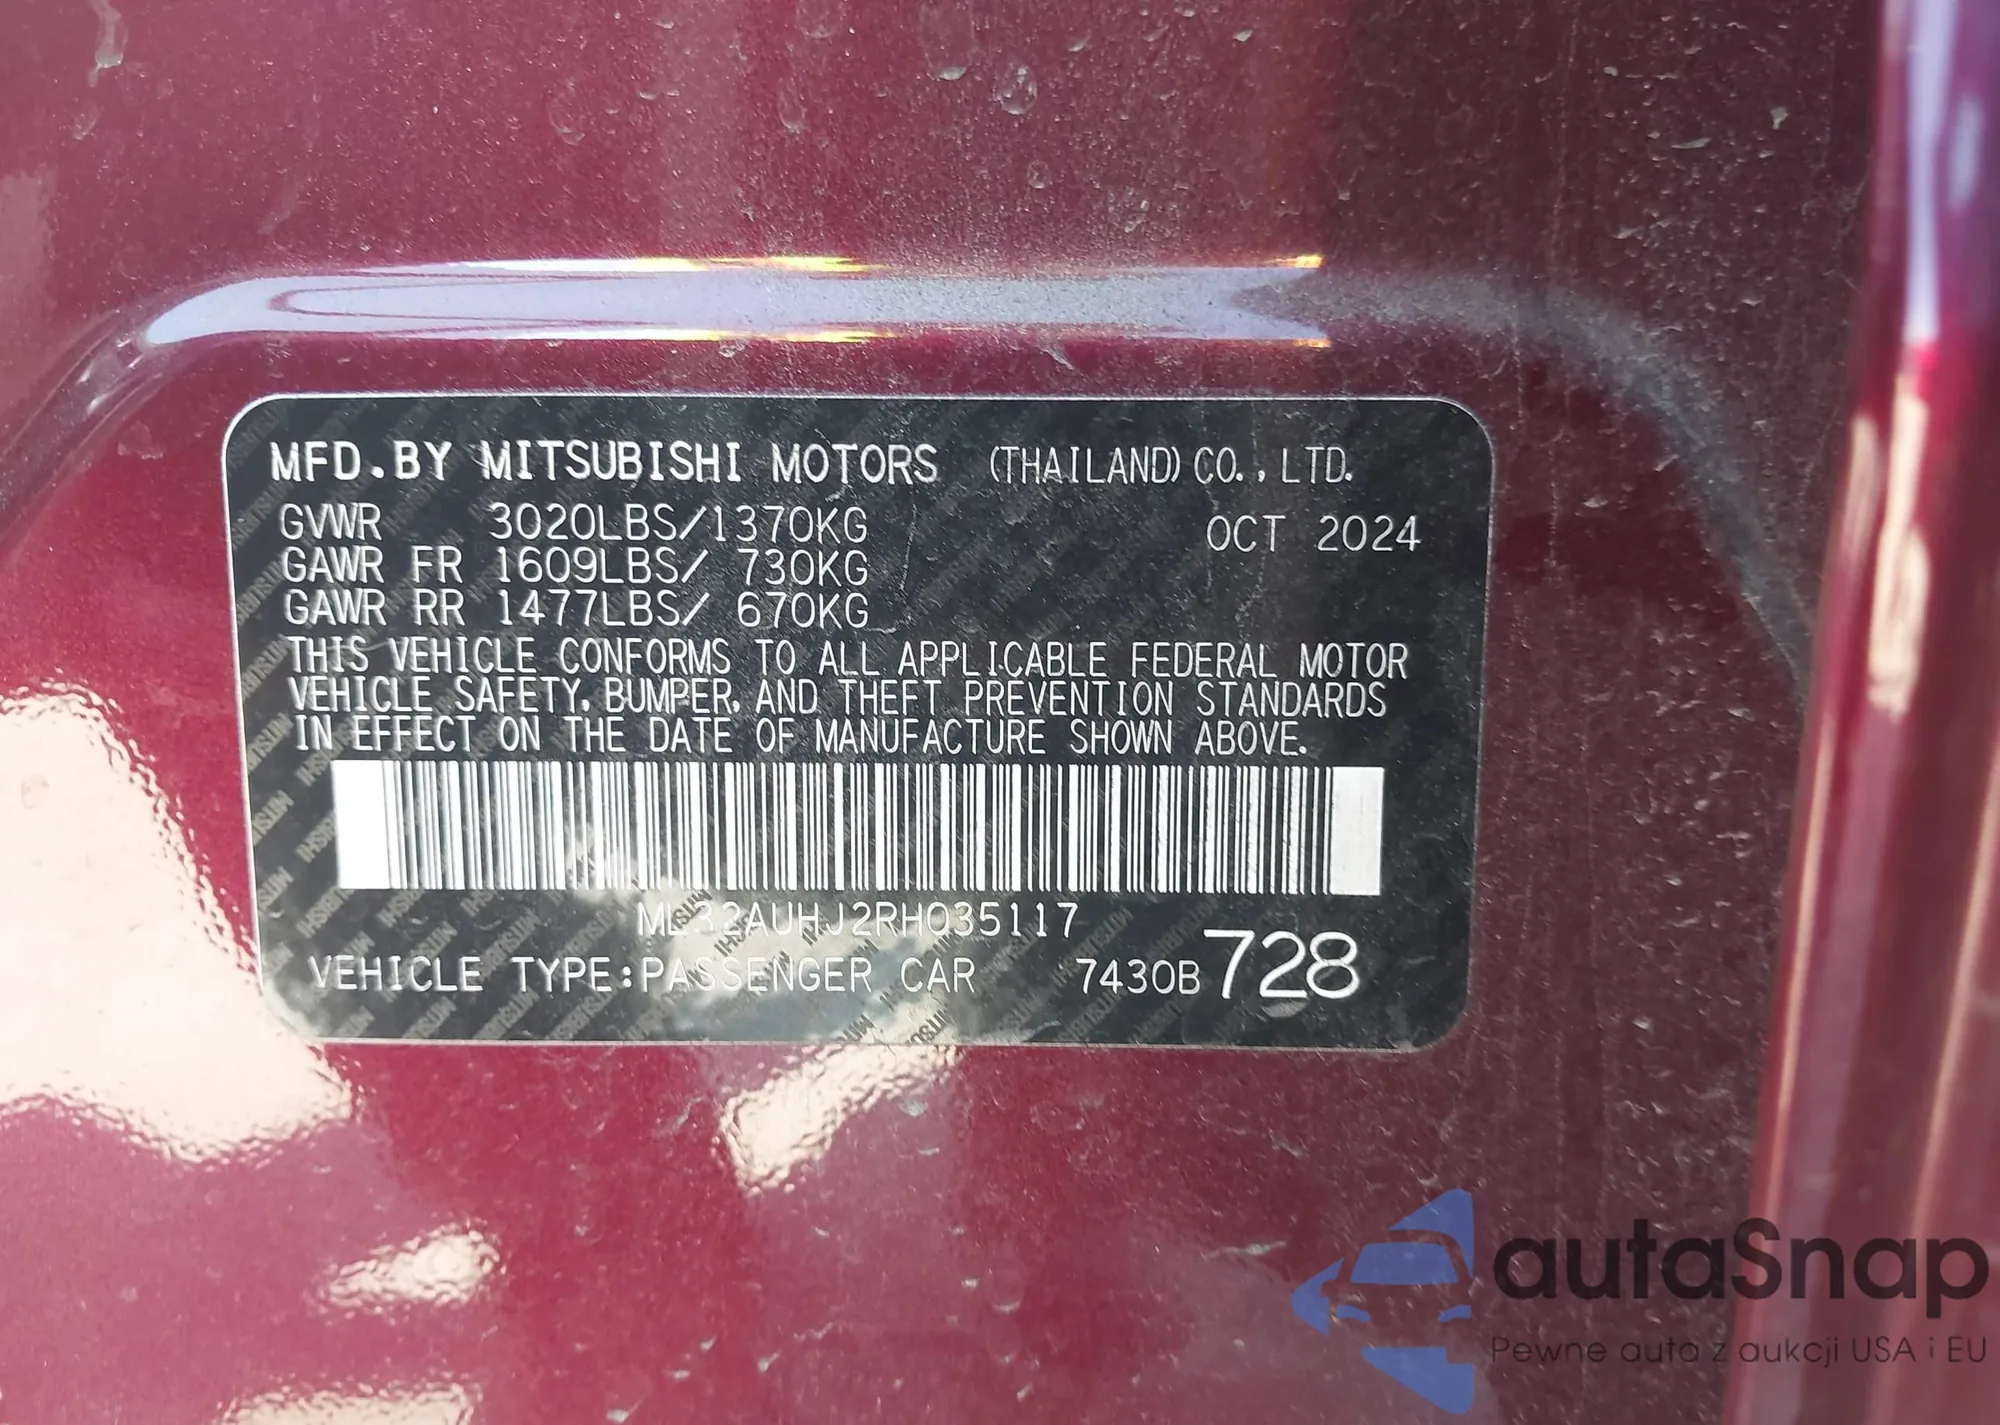 MFD.BY MITSUBISHI MOTORS (THAILAND) CO., LTD.
GVWR 3020LBS/1370KG OCT 2024
GAWR FR 1609LBS/ 730KG
GAWR RR 1477LBS/ 670KG
THIS VEHICLE CONFORMS TO ALL APPLICABLE FEDERAL MOTOR
VEHICLE SAFETY, BUMPER, AND THEFT PREVENTION STANDARDS
IN EFFECT ON THE DATE OF MANUFACTURE SHOWN ABOVE.
ML32AUHJ2RH035117
VEHICLE TYPE:PASSENGER CAR 7430B 728
autaSnap
Pewne auta z aukcji USA i EU